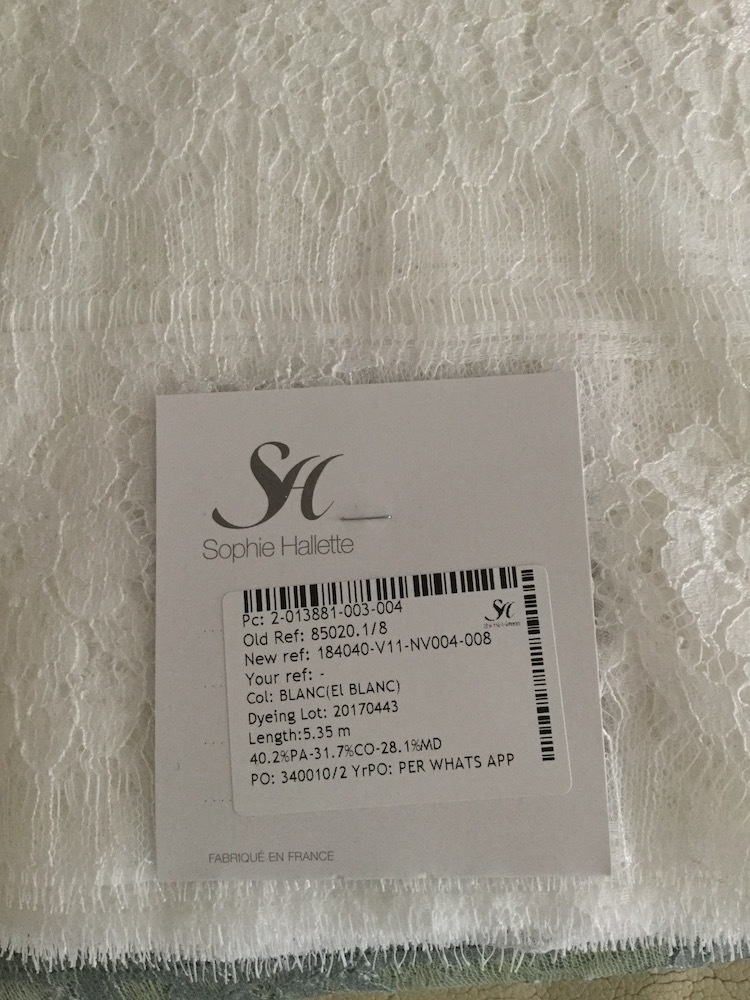 SH
Sophie Hallette
Pc: 2-013881-003-004
Old Ref: 85020.1/8
New ref: 184040-V11-NV004-008
Your ref: -
Col: BLANC(El BLANC)
Dyeing Lot: 20170443
Length:5.35 m
40.2%PA-31.7%CO-28.1%MD
PO: 340010/2 YrPO: PER WHATS APP
SH
FABRIQUÉ EN FRANCE